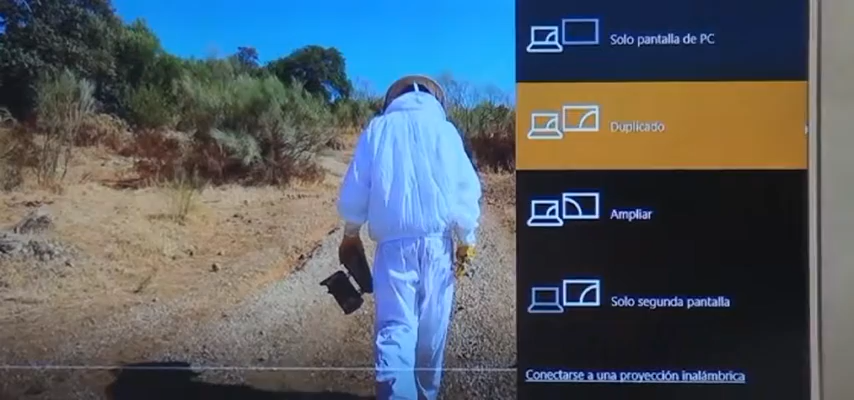 Solo pantalla de PC
Duplicado
Ampliar
Solo segunda pantalla
Conectarse a una proyección inalámbrica